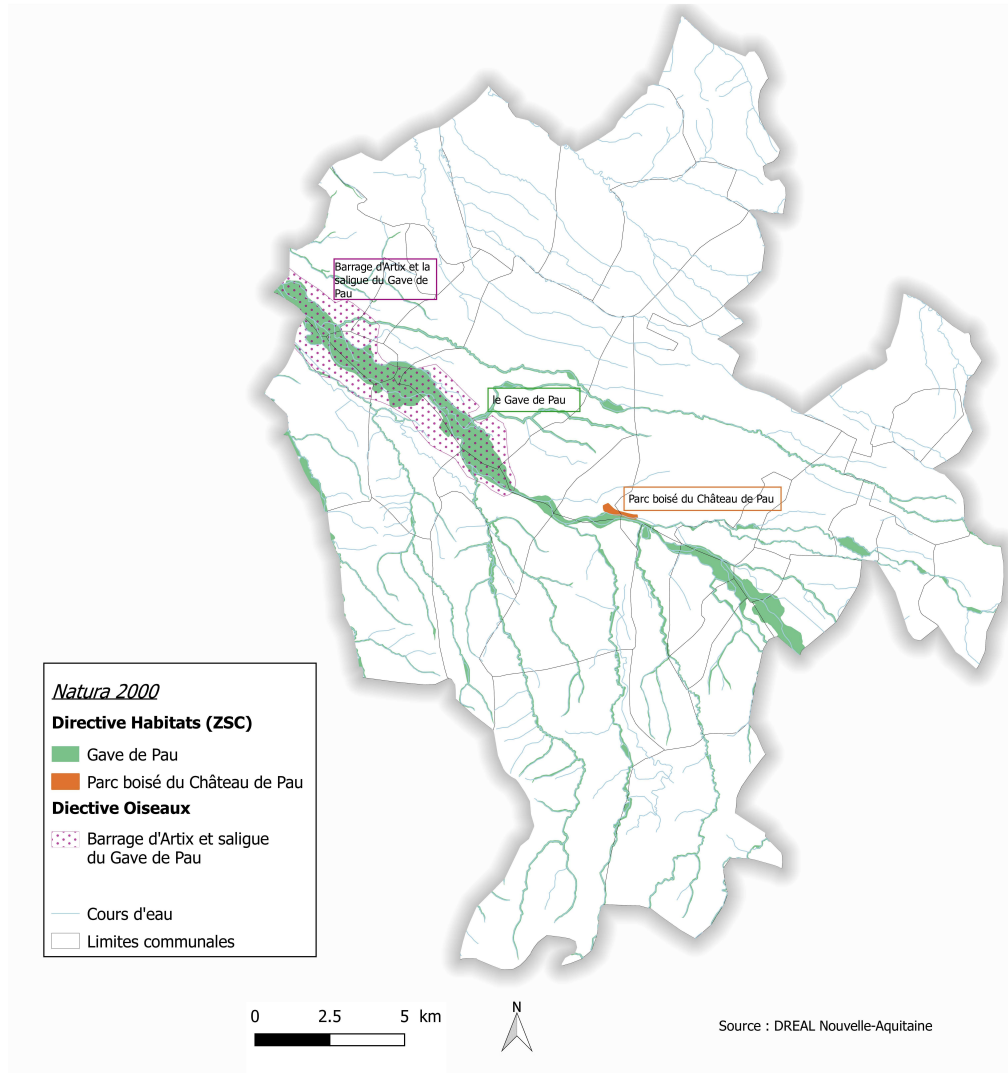 Barrage d'Artix et la
saligue du Gave de
Pau
le Gave de Pau
Parc boisé du Château de Pau
Natura 2000
Directive Habitats (ZSC)
Gave de Pau
Parc boisé du Château de Pau
Diective Oiseaux
Barrage d'Artix et saligue
du Gave de Pau
Cours d'eau
Limites communales
0 2.5 5 km
N
Source : DREAL Nouvelle-Aquitaine